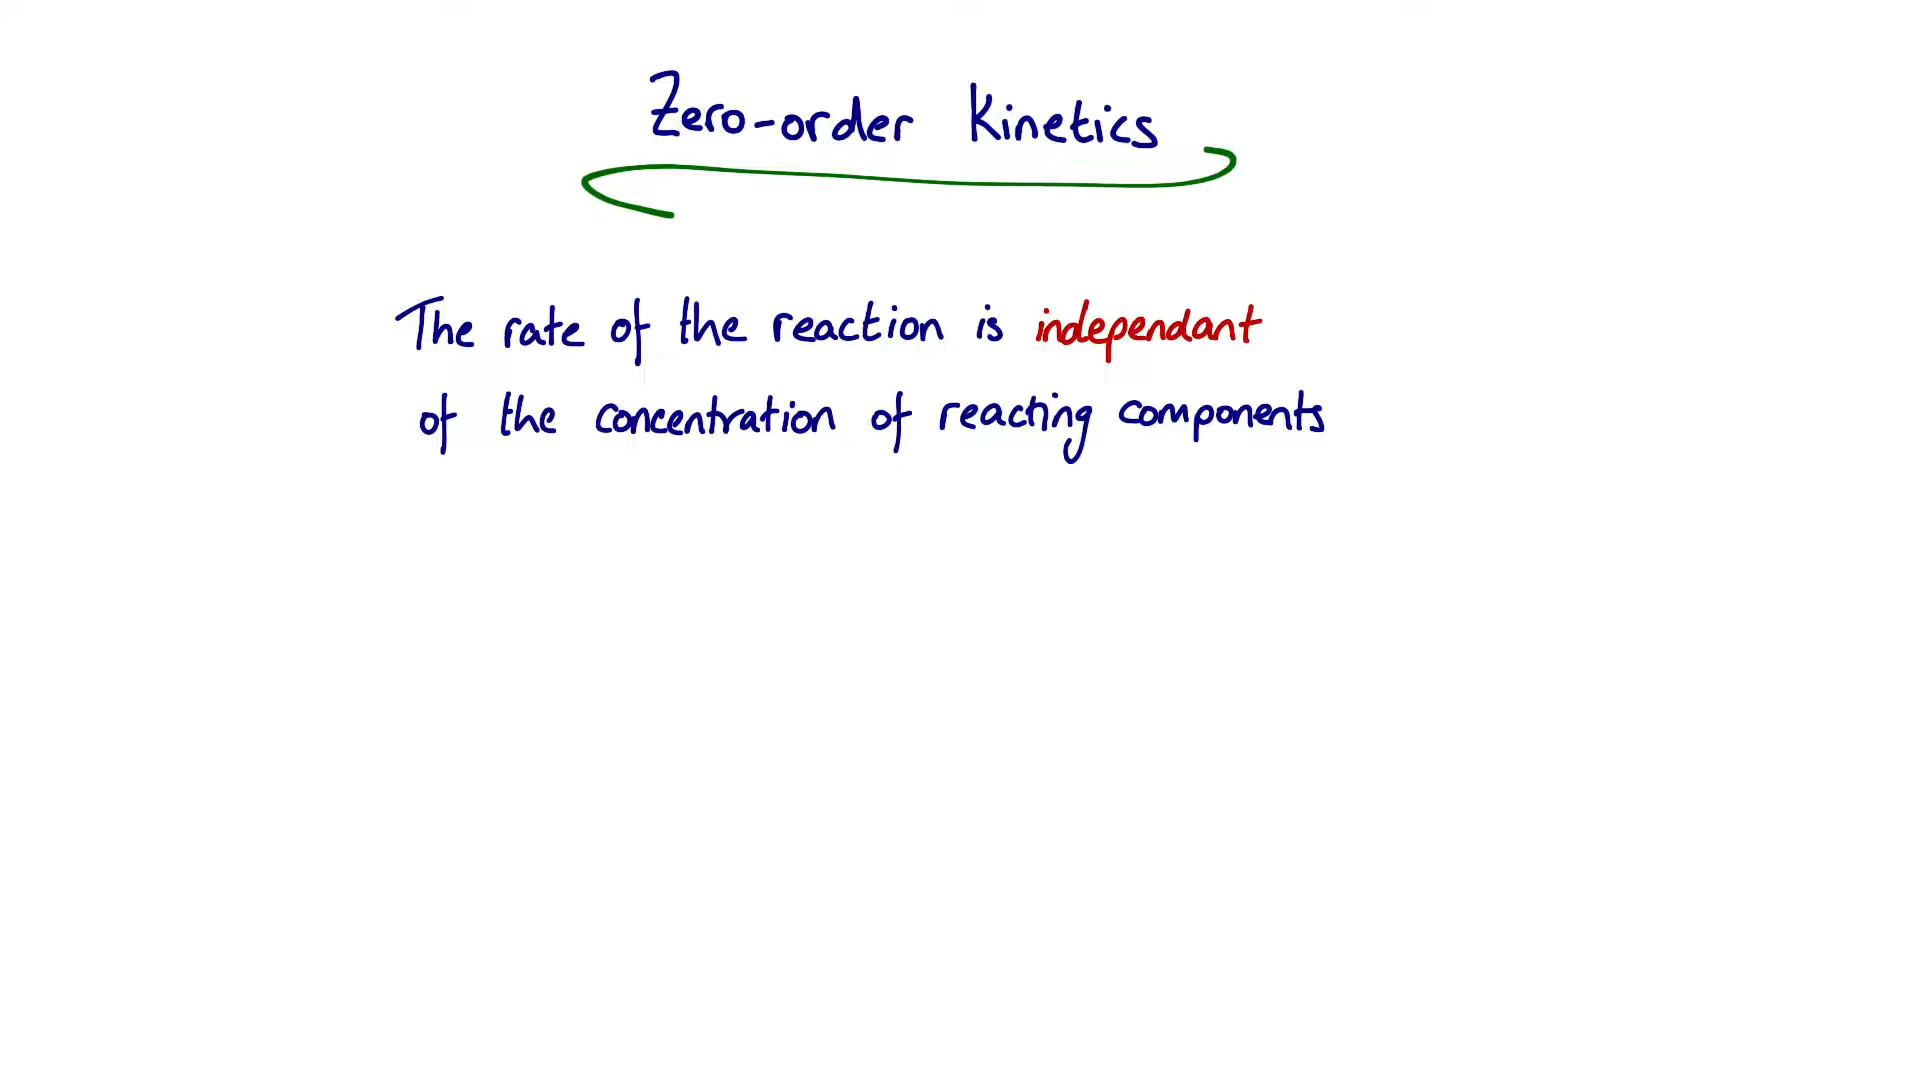 Zero-order Kinetics
The rate of the reaction is independant
of the concentration of reacting components